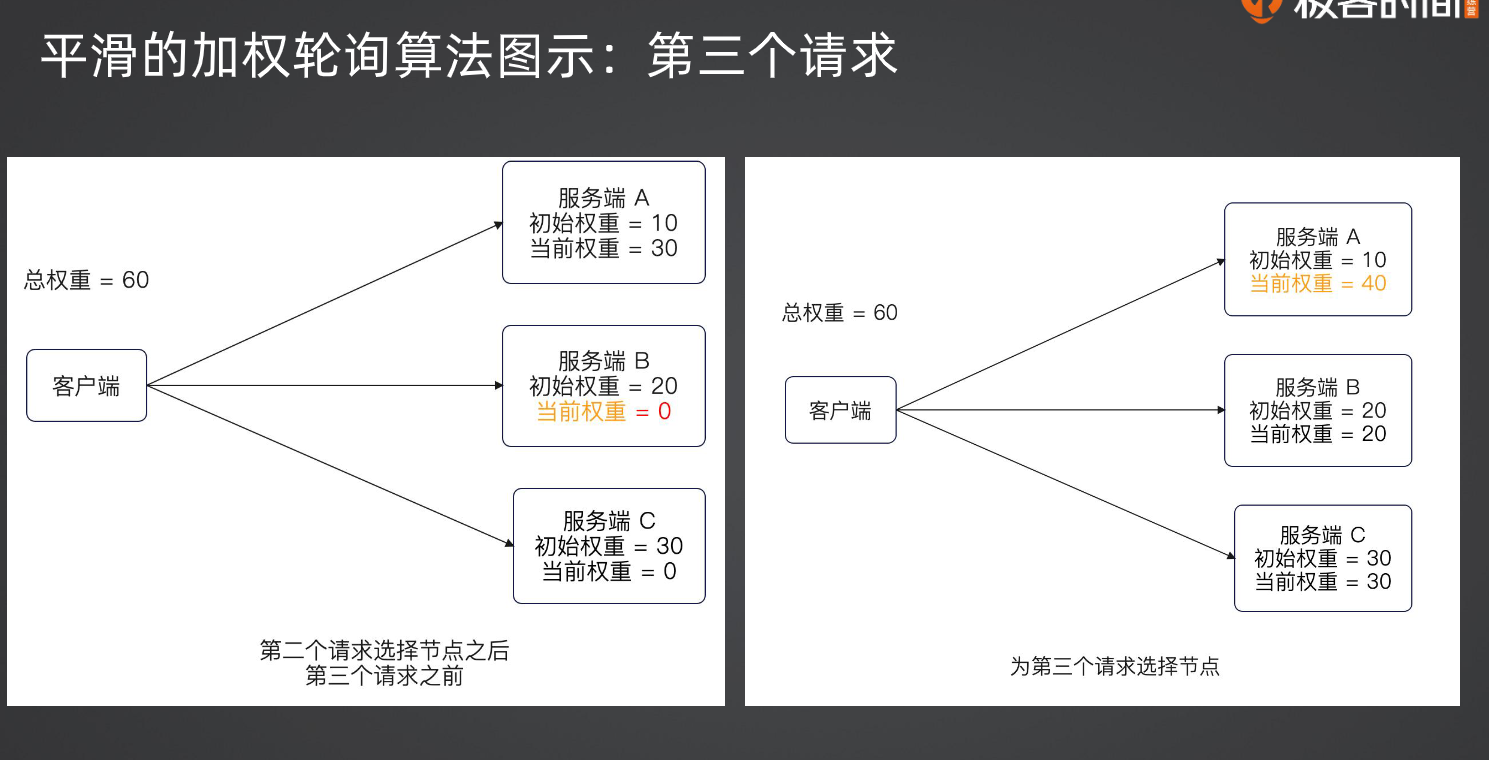 平滑的加权轮询算法图示：第三个请求
极客时间
服务端 A
初始权重 = 10
当前权重 = 30
总权重 = 60
客户端
服务端 B
初始权重 = 20
当前权重 = 0
服务端 C
初始权重 = 30
当前权重 = 0
第二个请求选择节点之后
第三个请求之前
服务端 A
初始权重 = 10
当前权重 = 40
总权重 = 60
客户端
服务端 B
初始权重 = 20
当前权重 = 20
服务端 C
初始权重 = 30
当前权重 = 30
为第三个请求选择节点